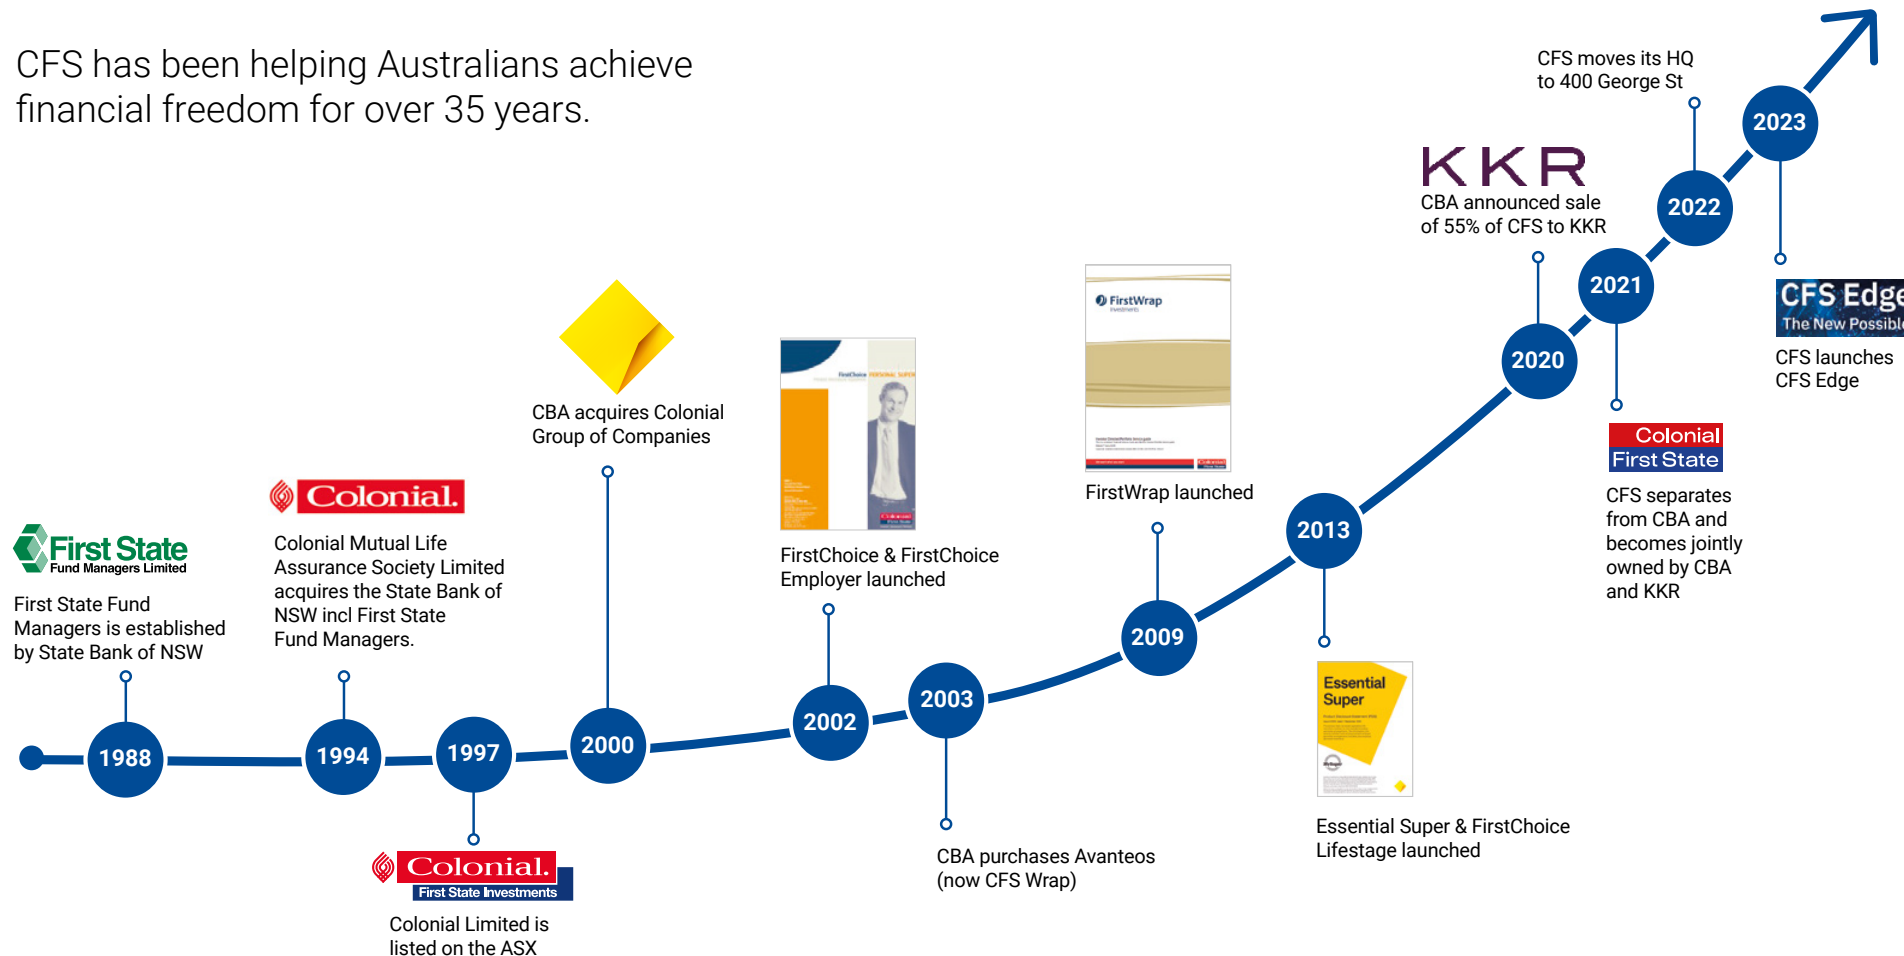 CFS has been helping Australians achieve
financial freedom for over 35 years.
First State
Fund Managers Limited
First State Fund
Managers is established
by State Bank of NSW
1988
Colonial.
Colonial Mutual Life
Assurance Society Limited
acquires the State Bank of
NSW incl First State
Fund Managers.
1994
1997
Colonial.
First State Investments
Colonial Limited is
listed on the ASX
CBA acquires Colonial
Group of Companies
2000
FirstChoice
PERSONAL SUPER
FirstChoice & FirstChoice
Employer launched
2002
2003
CBA purchases Avanteos
(now CFS Wrap)
FirstWrap
Investments
FirstWrap launched
2009
2013
Essential
Super
Essential Super & FirstChoice
Lifestage launched
KKR
CBA announced sale
of 55% of CFS to KKR
2020
2021
Colonial
First State
CFS separates
from CBA and
becomes jointly
owned by CBA
and KKR
CFS moves its HQ
to 400 George St
2022
2023
CFS Edge
The New Possible
CFS launches
CFS Edge